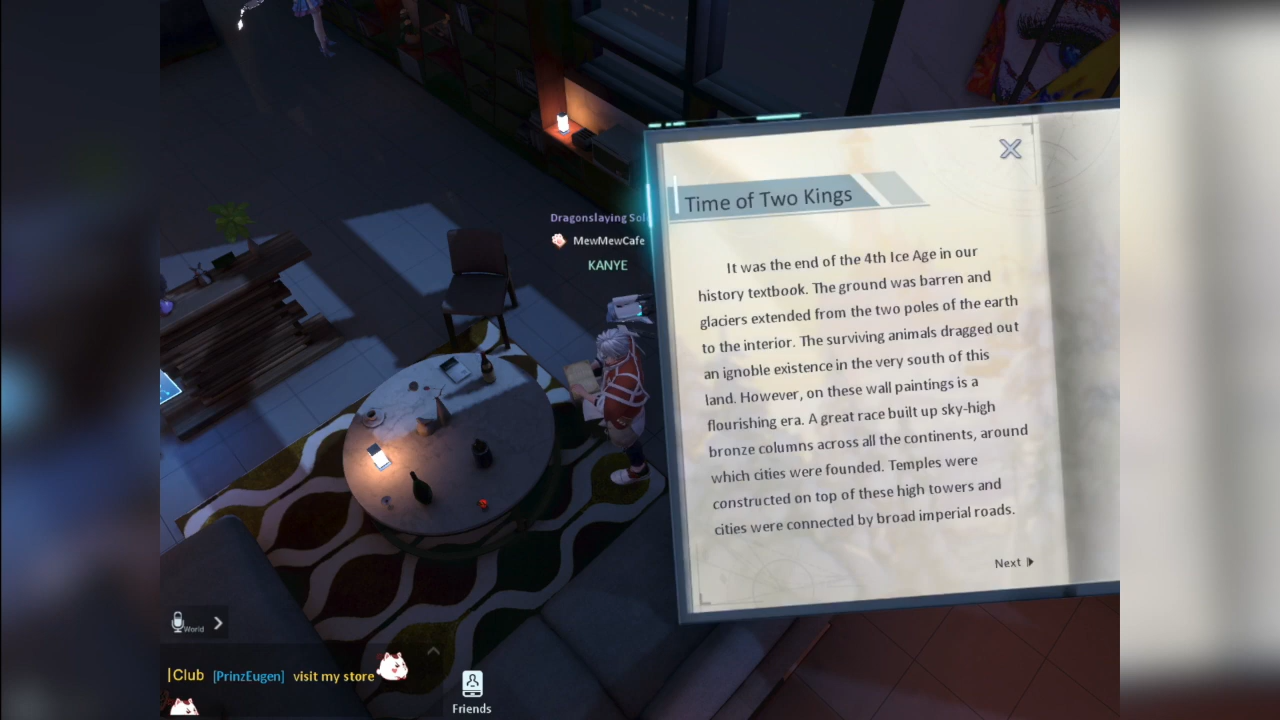 Dragonslaying Sol
MewMewCafe
KANYE
Time of Two Kings
It was the end of the 4th Ice Age in our
history textbook. The ground was barren and
glaciers extended from the two poles of the earth
to the interior. The surviving animals dragged out
an ignoble existence in the very south of this
land. However, on these wall paintings is a
flourishing era. A great race built up sky-high
bronze columns across all the continents, around
which cities were founded. Temples were
constructed on top of these high towers and
cities were connected by broad imperial roads.
Next
World
|Club [PrinzEugen] visit my store
Friends